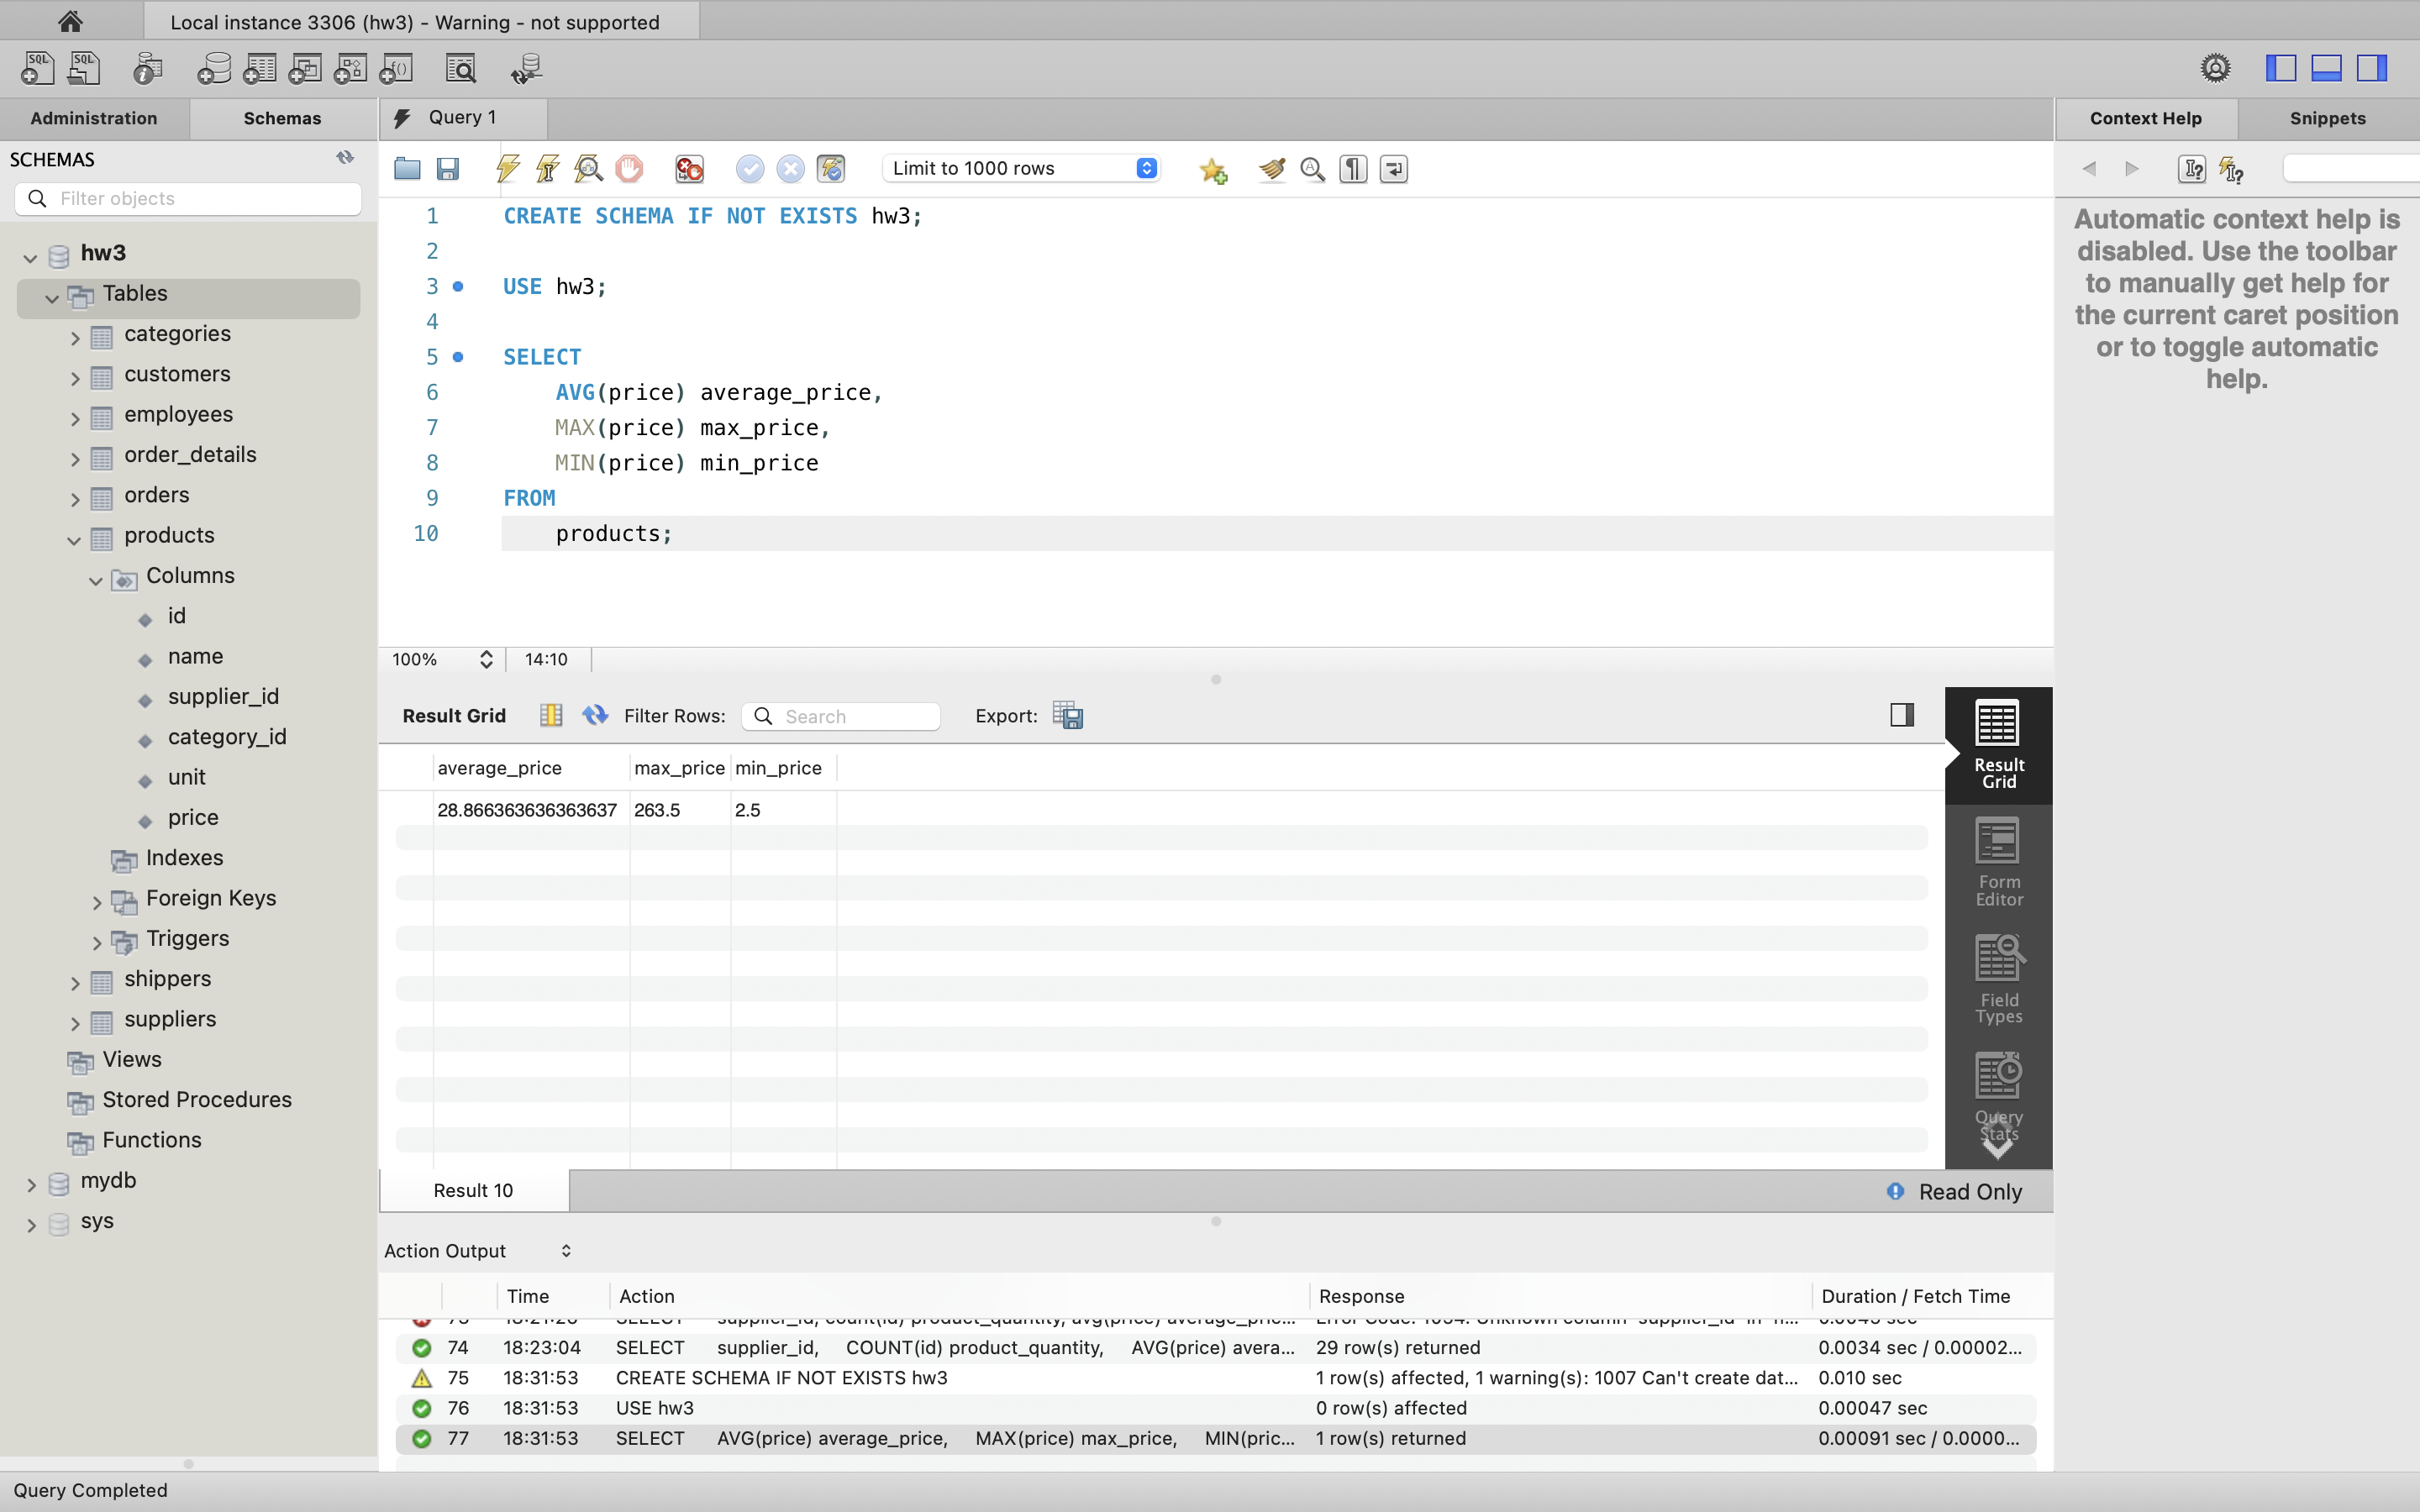 Local instance 3306 (hw3) - Warning - not supported
Administration
Schemas
Query 1
Context Help
Snippets
SCHEMAS
Filter objects
Limit to 1000 rows
hw3
Tables
categories
customers
employees
order_details
orders
products
Columns
id
name
supplier_id
category_id
unit
price
Indexes
Foreign Keys
Triggers
shippers
suppliers
Views
Stored Procedures
Functions
mydb
sys
1 CREATE SCHEMA IF NOT EXISTS hw3;
2
3 USE hw3;
4
5 SELECT
6 AVG(price) average_price,
7 MAX(price) max_price,
8 MIN(price) min_price
9 FROM
10 products;
Automatic context help is
disabled. Use the toolbar
to manually get help for
the current caret position
or to toggle automatic
help.
100% 14:10
Result Grid Filter Rows: Search Export:
average_price max_price min_price
28.866363636363637 263.5 2.5
Result
Grid
Form
Editor
Field
Types
Query
Stats
Result 10
Read Only
Action Output
Time Action Response Duration / Fetch Time
74 18:23:04 SELECT supplier_id, COUNT(id) product_quantity, AVG(price) avera... 29 row(s) returned 0.0034 sec / 0.00002...
75 18:31:53 CREATE SCHEMA IF NOT EXISTS hw3 1 row(s) affected, 1 warning(s): 1007 Can't create dat... 0.010 sec
76 18:31:53 USE hw3 0 row(s) affected 0.00047 sec
77 18:31:53 SELECT AVG(price) average_price, MAX(price) max_price, MIN(pric... 1 row(s) returned 0.00091 sec / 0.0000...
Query Completed